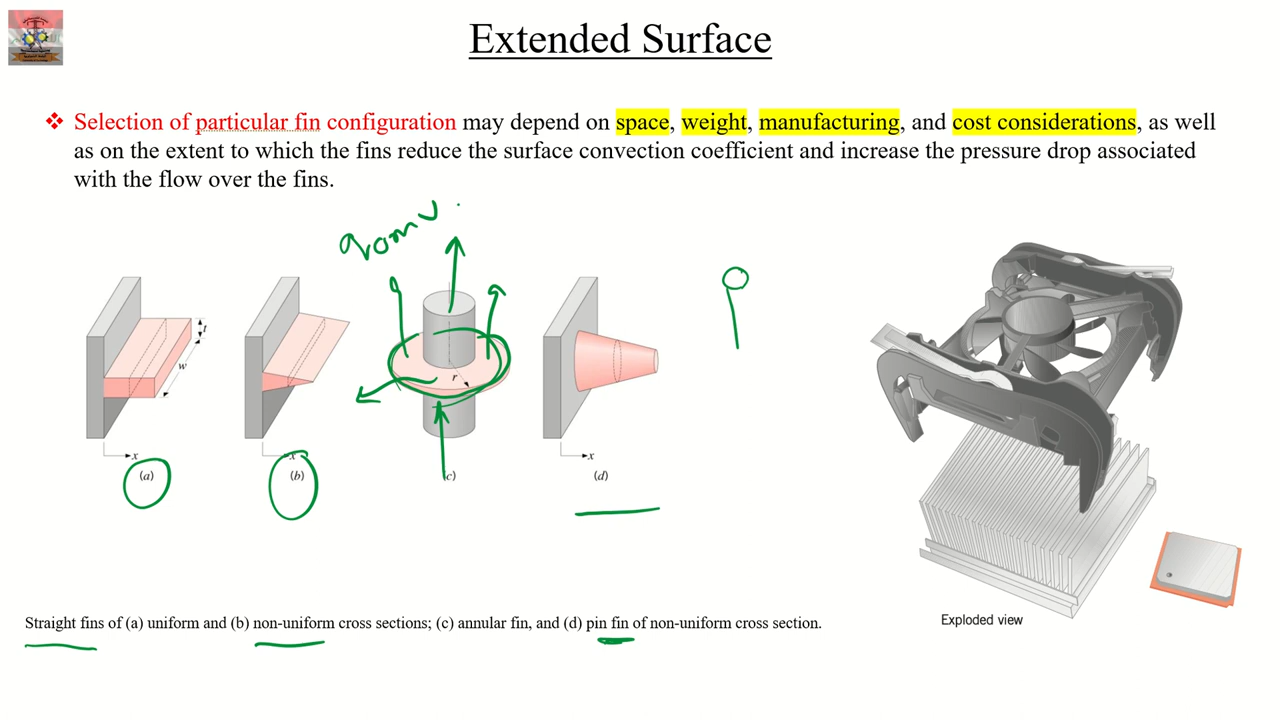 Extended Surface
❖ Selection of particular fin configuration may depend on space, weight, manufacturing, and cost considerations, as well
as on the extent to which the fins reduce the surface convection coefficient and increase the pressure drop associated
with the flow over the fins.
t
w
r
x
x
x
(a)
(b)
(c)
(d)
Exploded view
Straight fins of (a) uniform and (b) non-uniform cross sections; (c) annular fin, and (d) pin fin of non-uniform cross section.